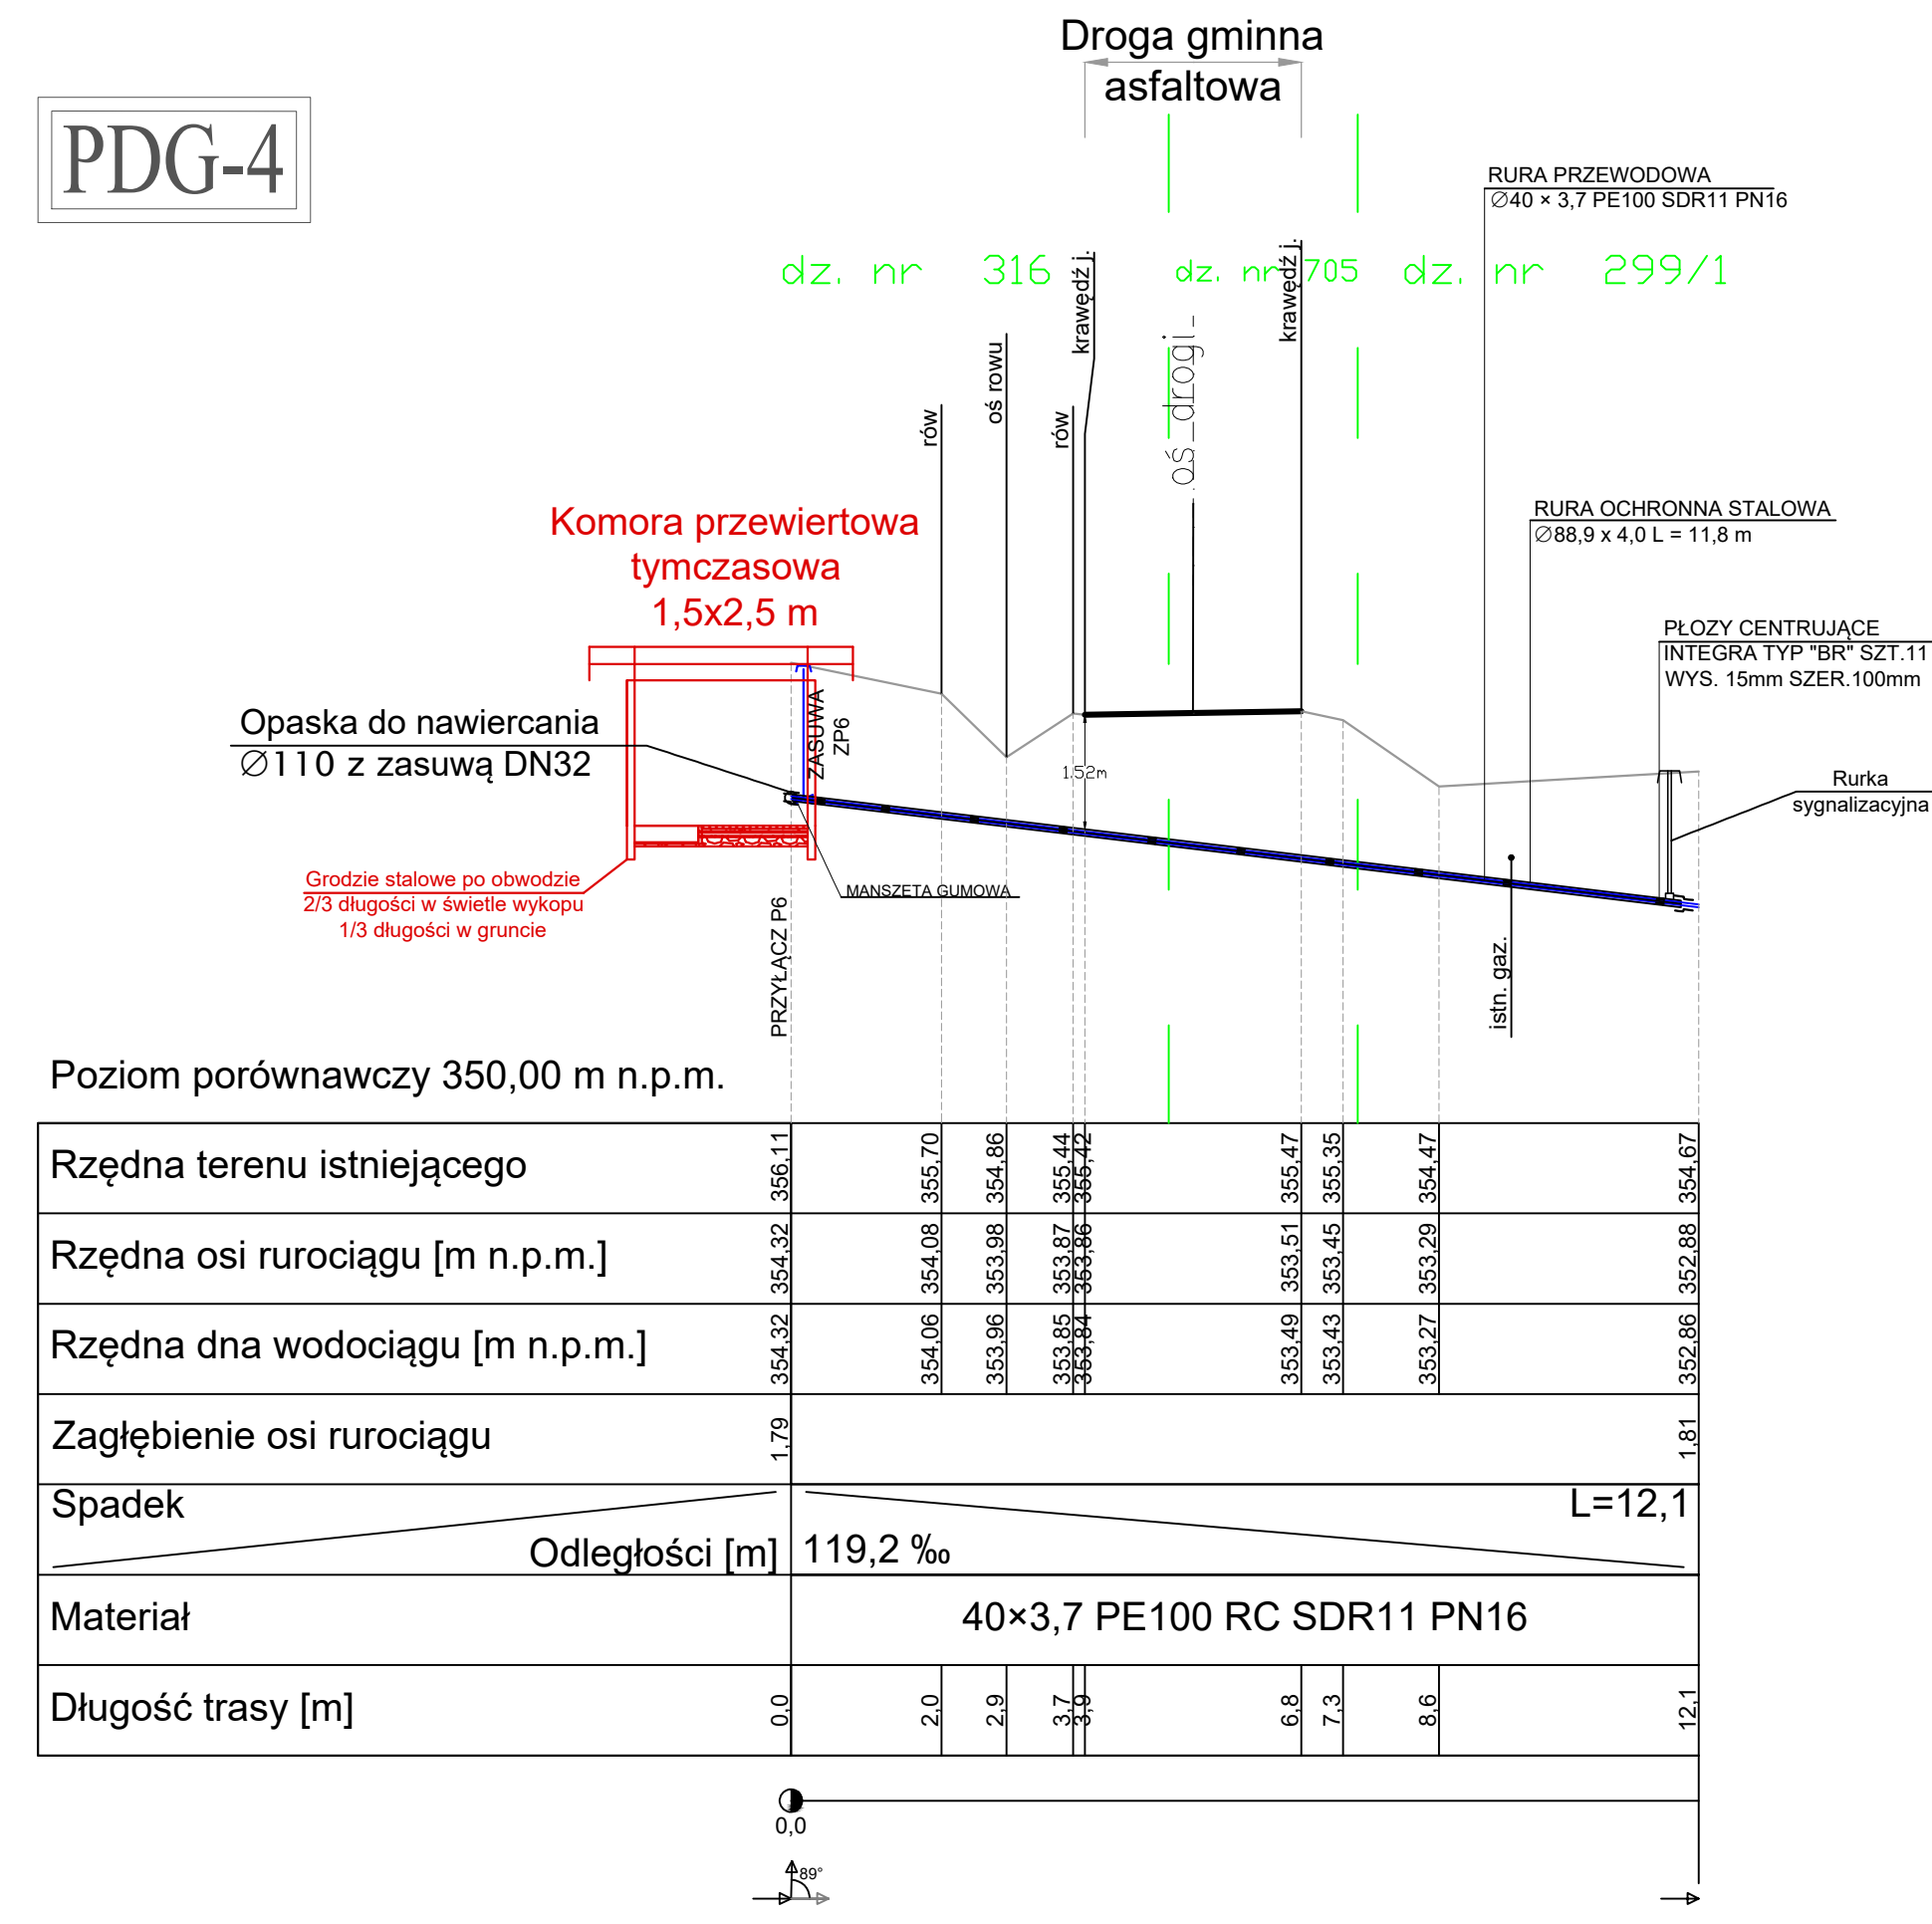 Droga gminna
asfaltowa
PDG-4
RURA PRZEWODOWA
∅40 × 3,7 PE100 SDR11 PN16
dz. nr 316
dz. nr 705
dz. nr 299/1
krawędź j.
krawędź j.
oś drogi
oś rowu
rów
rów
RURA OCHRONNA STALOWA
∅88,9 x 4,0 L = 11,8 m
Komora przewiertowa
tymczasowa
1,5x2,5 m
PŁOZY CENTRUJĄCE
INTEGRA TYP "BR" SZT.11
WYS. 15mm SZER.100mm
Opaska do nawiercania
∅110 z zasuwą DN32
ZASUWA
ZP6
1.52m
Rurka
sygnalizacyjna
Grodzie stalowe po obwodzie
2/3 długości w świetle wykopu
1/3 długości w gruncie
MANSZETA GUMOWA
PRZYŁĄCZ P6
istn. gaz.
Poziom porównawczy 350,00 m n.p.m.
Rzędna terenu istniejącego 356,11 355,70 354,86 355,44 355,42 355,47 355,35 354,47 354,67
Rzędna osi rurociągu [m n.p.m.] 354,32 354,08 353,98 353,87 353,86 353,51 353,45 353,29 352,88
Rzędna dna wodociągu [m n.p.m.] 354,32 354,06 353,96 353,85 353,84 353,49 353,43 353,27 352,86
Zagłębienie osi rurociągu 1,79 1,81
Spadek L=12,1
Odległości [m] 119,2 ‰
Materiał 40×3,7 PE100 RC SDR11 PN16
Długość trasy [m] 0,0 2,0 2,9 3,7 3,9 6,8 7,3 8,6 12,1
0,0
89°